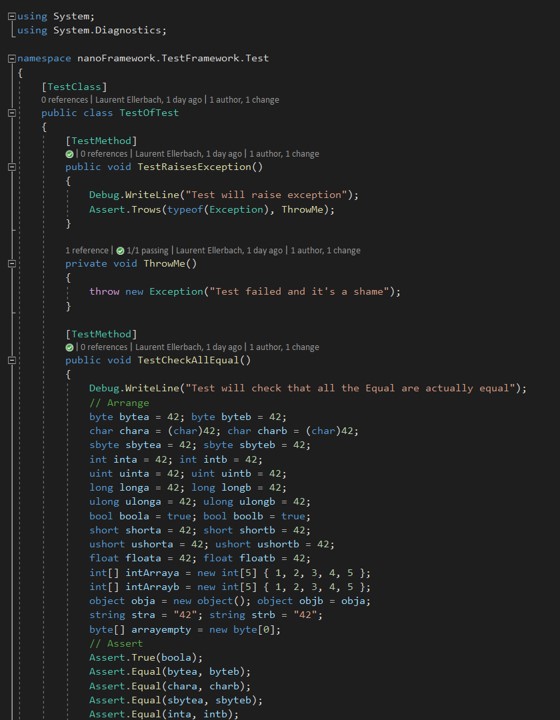 using System;
using System.Diagnostics;
namespace nanoFramework.TestFramework.Test
{
[TestClass]
0 references | Laurent Ellerbach, 1 day ago | 1 author, 1 change
public class TestOfTest
{
[TestMethod]
| 0 references | Laurent Ellerbach, 1 day ago | 1 author, 1 change
public void TestRaisesException()
{
Debug.WriteLine("Test will raise exception");
Assert.Trows(typeof(Exception), ThrowMe);
}
1 reference | 1/1 passing | Laurent Ellerbach, 1 day ago | 1 author, 1 change
private void ThrowMe()
{
throw new Exception("Test failed and it's a shame");
}
[TestMethod]
| 0 references | Laurent Ellerbach, 1 day ago | 1 author, 1 change
public void TestCheckAllEqual()
{
Debug.WriteLine("Test will check that all the Equal are actually equal");
// Arrange
byte bytea = 42; byte byteb = 42;
char chara = (char)42; char charb = (char)42;
sbyte sbytea = 42; sbyte sbyteb = 42;
int inta = 42; int intb = 42;
uint uinta = 42; uint uintb = 42;
long longa = 42; long longb = 42;
ulong ulonga = 42; ulong ulongb = 42;
bool boola = true; bool boolb = true;
short shorta = 42; short shortb = 42;
ushort ushorta = 42; ushort ushortb = 42;
float floata = 42; float floatb = 42;
int[] intArraya = new int[5] { 1, 2, 3, 4, 5 };
int[] intArrayb = new int[5] { 1, 2, 3, 4, 5 };
object obja = new object(); object objb = obja;
string stra = "42"; string strb = "42";
byte[] arrayempty = new byte[0];
// Assert
Assert.True(boola);
Assert.Equal(bytea, byteb);
Assert.Equal(chara, charb);
Assert.Equal(sbytea, sbyteb);
Assert.Equal(inta, intb);